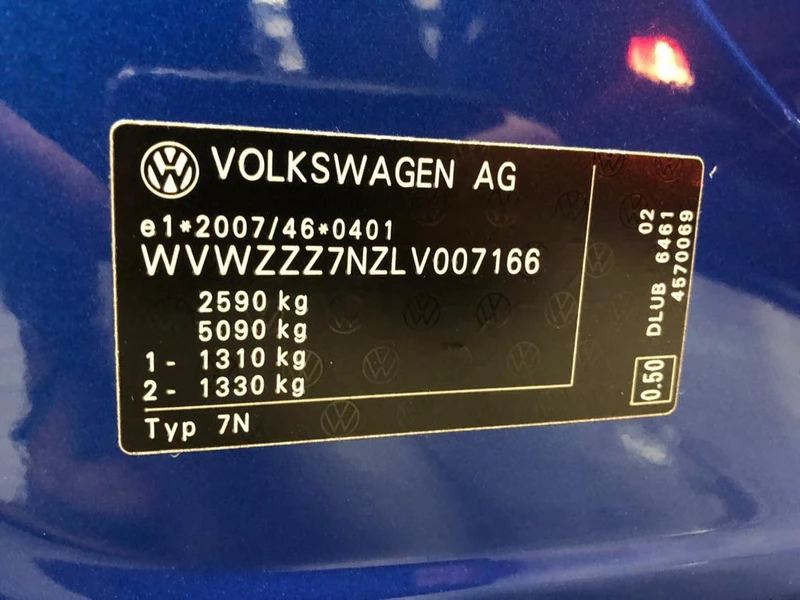 VOLKSWAGEN AG
e1*2007/46*0401
WVWZZZ7NZLV007166
2590 kg
5090 kg
1- 1310 kg
2- 1330 kg
Typ 7N
02
DLUB 6461
4570069
0.50